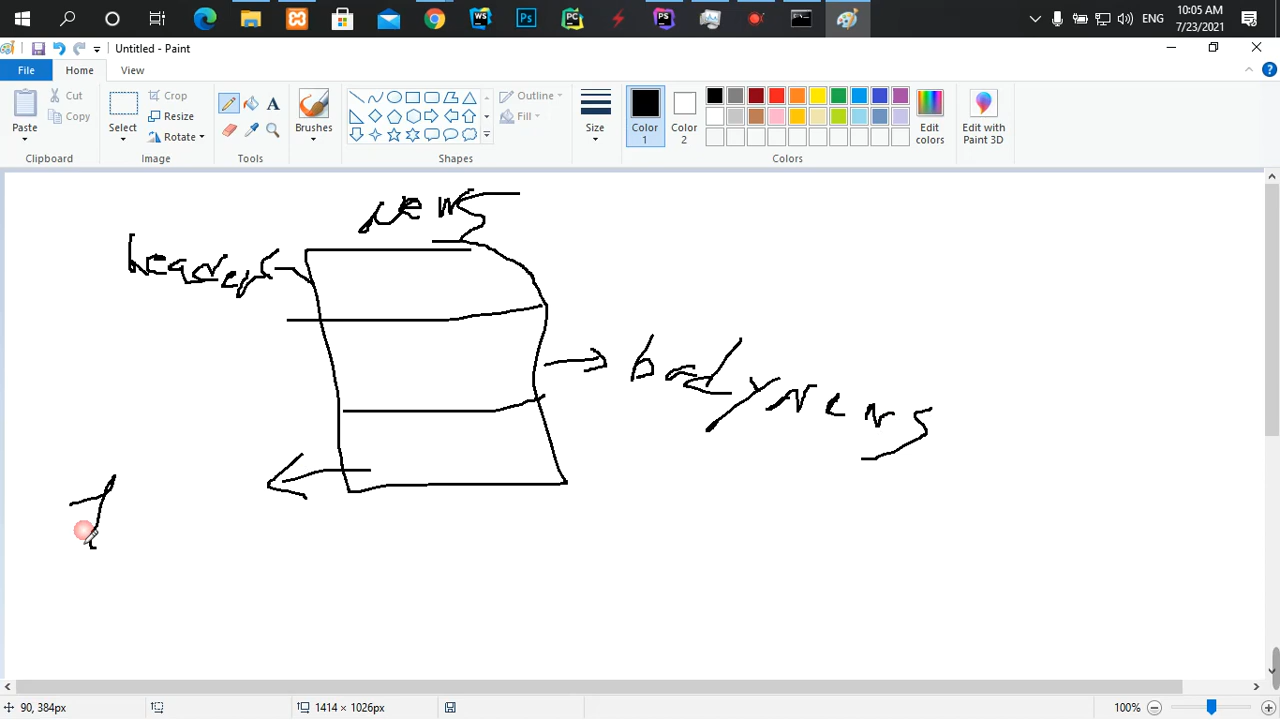 10:05 AM
ENG
7/23/2021
Untitled - Paint
File
Home
View
Cut
Crop
Outline
Copy
Resize
Fill
Paste
Select
Rotate
Brushes
Size
Color 1
Color 2
Edit colors
Edit with Paint 3D
Clipboard
Image
Tools
Shapes
Colors
news
header
bodyNews
90, 384px
1414 × 1026px
100%